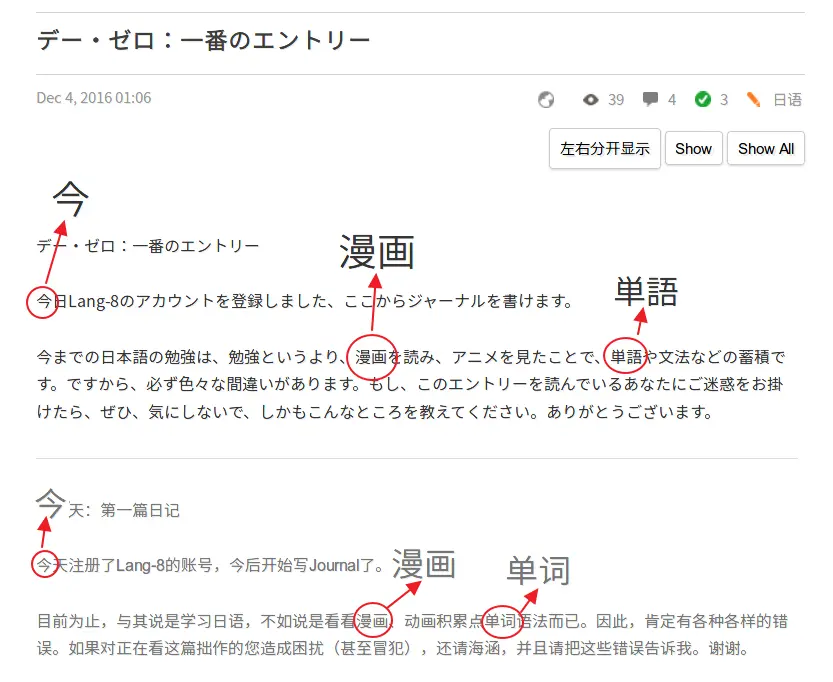 デー・ゼロ：一番のエントリー
Dec 4, 2016 01:06
39
4
3
日语
左右分开显示
Show
Show All
今
デー・ゼロ：一番のエントリー
漫画
単語
今日Lang-8のアカウントを登録しました、ここからジャーナルを書けます。
今までの日本語の勉強は、勉強というより、漫画を読み、アニメを見たことで、単語や文法などの蓄積で
す。ですから、必ず色々な間違いがあります。もし、このエントリーを読んでいるあなたにご迷惑をお掛
けたら、ぜひ、気にしないで、しかもこんなところを教えてください。ありがとうございます。
今天：第一篇日记
今天注册了Lang-8的账号，今后开始写Journal了。
漫画
单词
目前为止，与其说是学习日语，不如说是看看漫画、动画积累点单词语法而已。因此，肯定有各种各样的错
误。如果对正在看这篇拙作的您造成困扰（甚至冒犯），还请海涵，并且请把这些错误告诉我。谢谢。